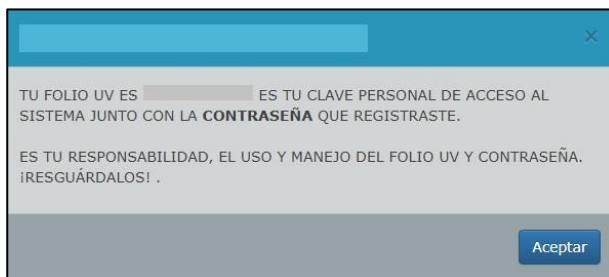 ×
TU FOLIO UV ES ES TU CLAVE PERSONAL DE ACCESO AL
SISTEMA JUNTO CON LA CONTRASEÑA QUE REGISTRASTE.
ES TU RESPONSABILIDAD, EL USO Y MANEJO DEL FOLIO UV Y CONTRASEÑA.
¡RESGUÁRDALOS! .
Aceptar